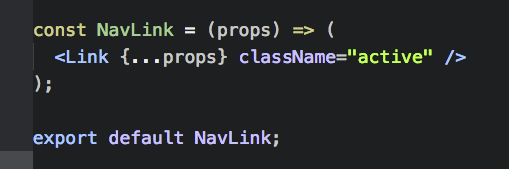 const NavLink = (props) => (
  <Link {...props} className="active" />
);

export default NavLink;